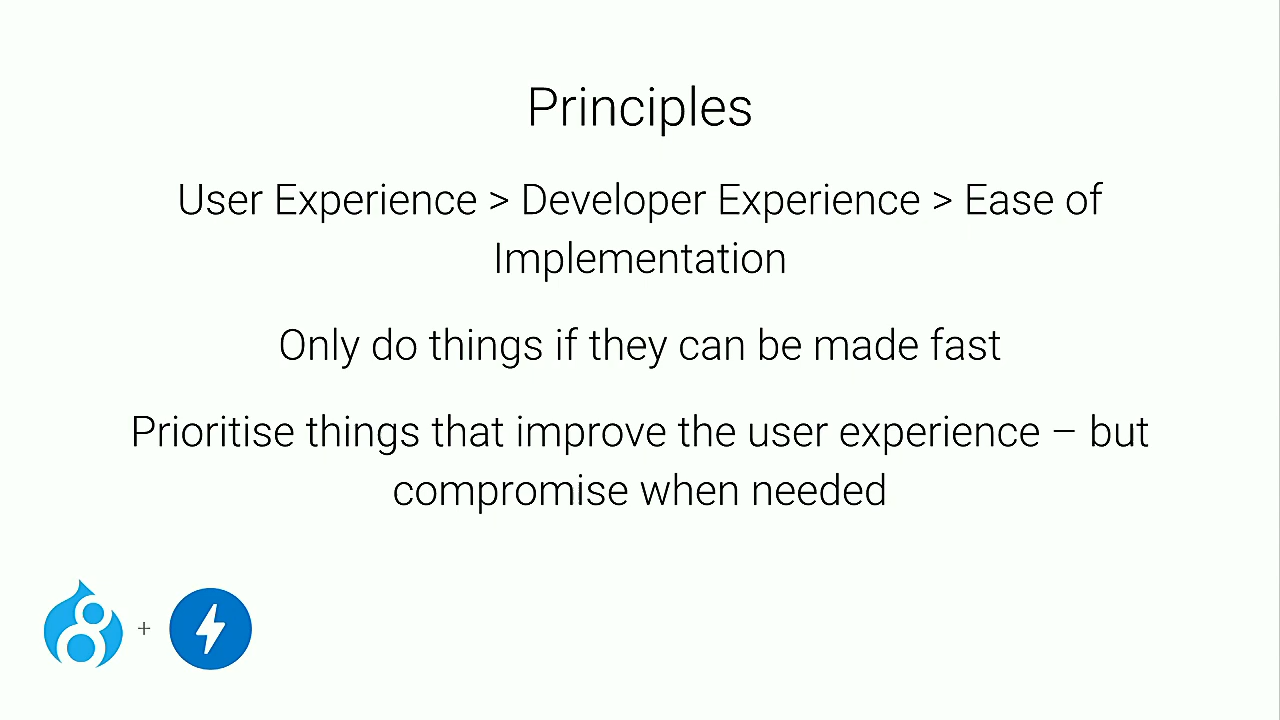 Principles
User Experience > Developer Experience > Ease of
Implementation
Only do things if they can be made fast
Prioritise things that improve the user experience – but
compromise when needed
8 +